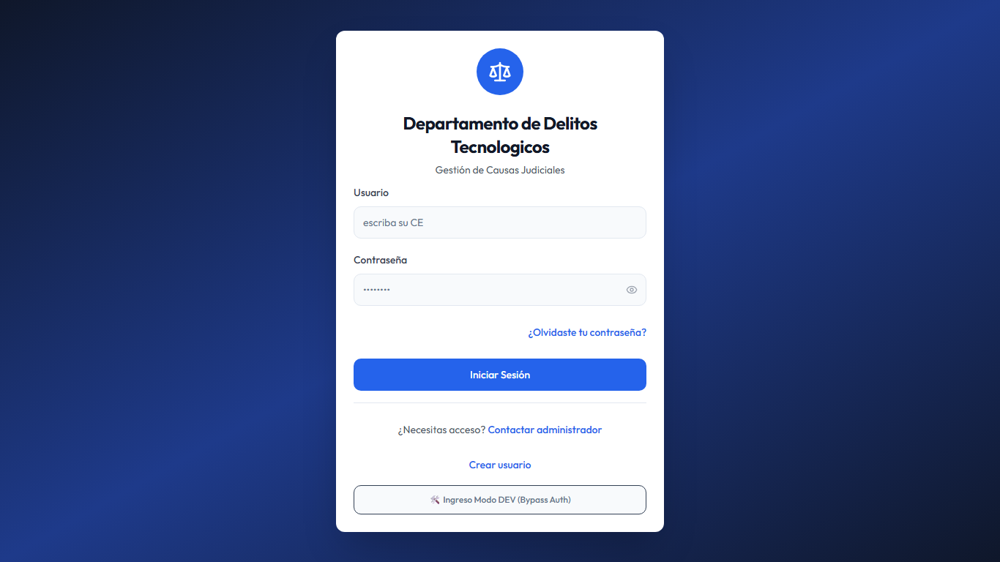 Departamento de Delitos
Tecnologicos
Gestión de Causas Judiciales
Usuario
escriba su CE
Contraseña
••••••••
¿Olvidaste tu contraseña?
Iniciar Sesión
¿Necesitas acceso? Contactar administrador
Crear usuario
🛠 Ingreso Modo DEV (Bypass Auth)